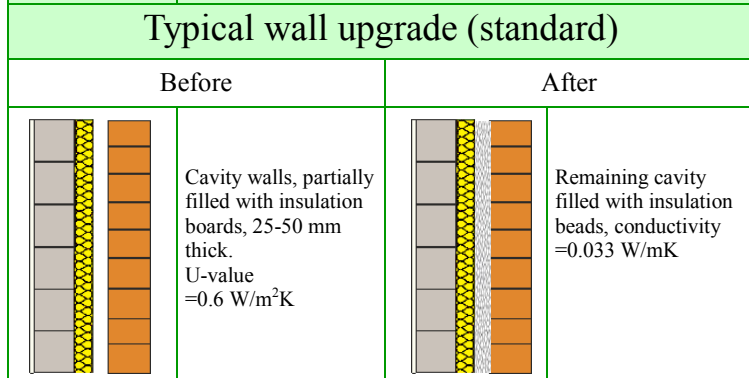 Typical wall upgrade (standard)
Before
After
Cavity walls, partially
filled with insulation
boards, 25-50 mm
thick.
U-value
=0.6 W/m²K
Remaining cavity
filled with insulation
beads, conductivity
=0.033 W/mK